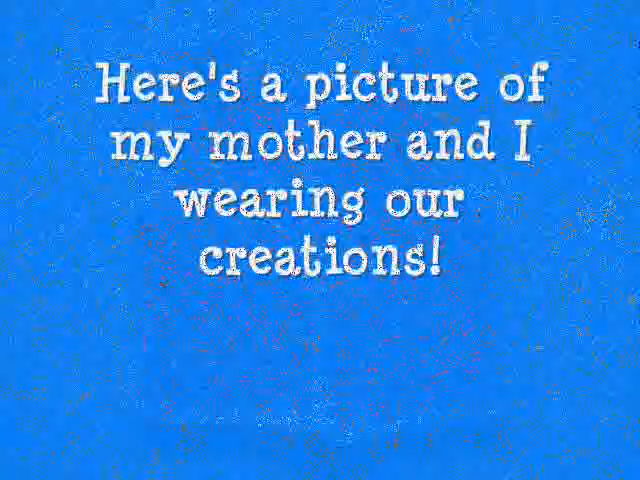 Here's a picture of
my mother and I
wearing our
creations!